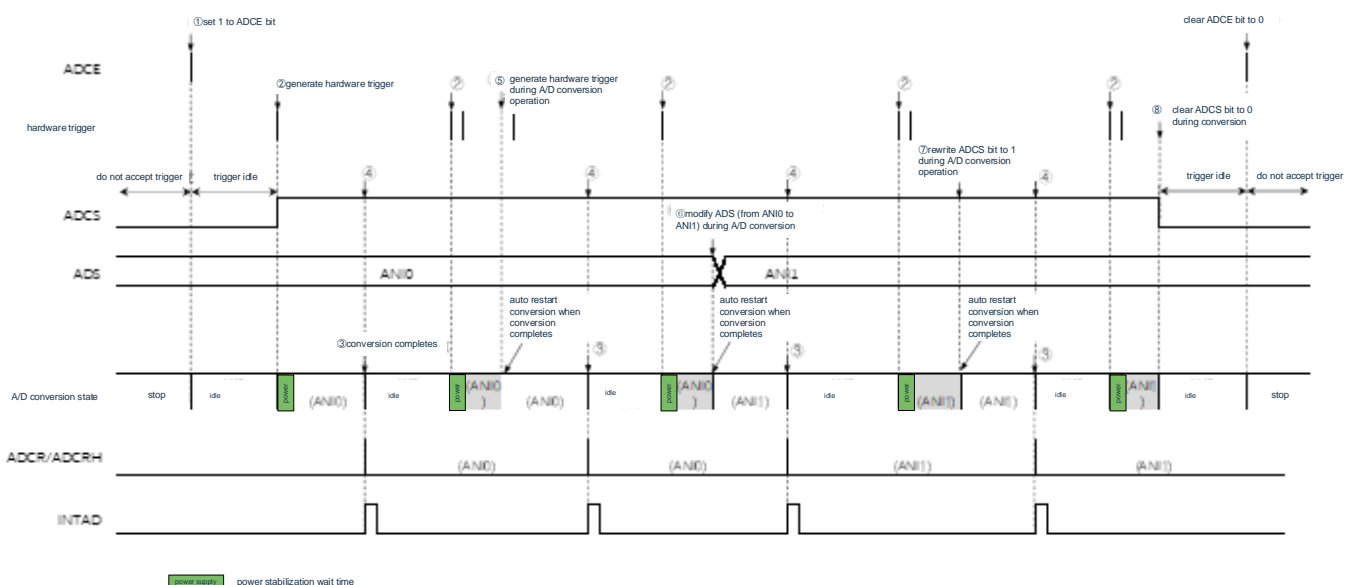 ①set 1 to ADCE bit
clear ADCE bit to 0
ADCE
②generate hardware trigger
②
⑤ generate hardware trigger
during A/D conversion
operation
②
②
②
⑧ clear ADCS bit to 0
during conversion
hardware trigger
⑦rewrite ADCS bit to 1
during A/D conversion
operation
do not accept trigger
trigger idle
④
④
④
④
trigger idle
do not accept trigger
ADCS
⑥modify ADS (from ANI0 to
ANI1) during A/D conversion
ADS
ANI0
ANI1
auto restart
conversion when
conversion
completes
auto restart
conversion when
conversion
completes
auto restart
conversion when
conversion
completes
③conversion completes
③
③
③
A/D conversion state
stop
idle
power
(ANI0)
idle
power
(ANI0
)
(ANI0)
idle
power
(ANI0
)
(ANI1)
idle
power
(ANI1)
(ANI1)
idle
power
(ANI1
)
idle
stop
ADCR/ADCRH
(ANI0)
(ANI0)
(ANI1)
(ANI1)
INTAD
power supply
power stabilization wait time